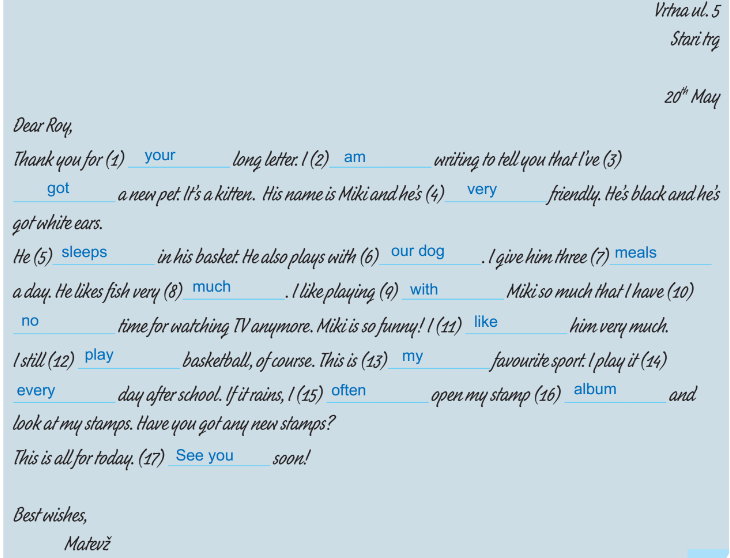 Vrtna ul. 5
Stari trg
20th May
Dear Roy,
Thank you for (1) your long letter. I (2) am writing to tell you that I've (3)
got a new pet. It's a kitten. His name is Miki and he's (4) very friendly. He's black and he's
got white ears.
He (5) sleeps in his basket. He also plays with (6) our dog . I give him three (7) meals
a day. He likes fish very (8) much . I like playing (9) with Miki so much that I have (10)
no time for watching TV anymore. Miki is so funny! I (11) like him very much.
I still (12) play basketball, of course. This is (13) my favourite sport. I play it (14)
every day after school. If it rains, I (15) often open my stamp (16) album and
look at my stamps. Have you got any new stamps?
This is all for today. (17) See you soon!
Best wishes,
Matevž